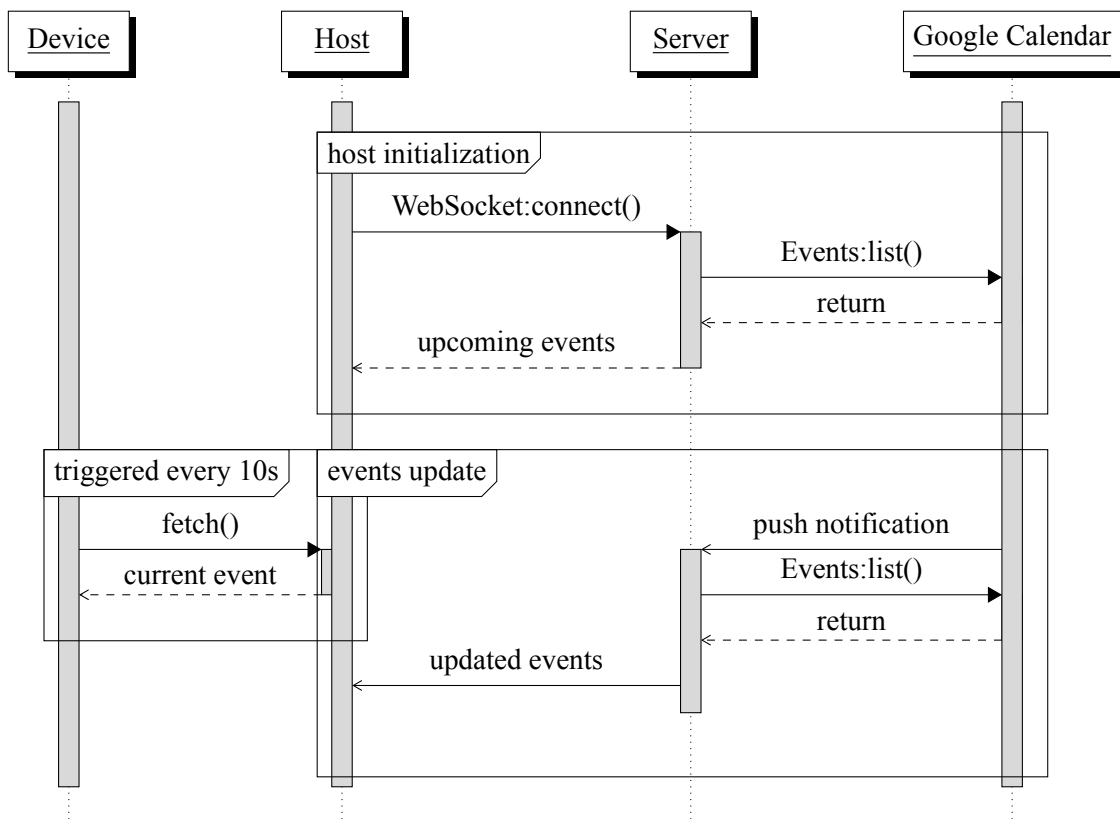 Device
Host
Server
Google Calendar
host initialization
WebSocket:connect()
Events:list()
return
upcoming events
triggered every 10s
events update
fetch()
push notification
current event
Events:list()
return
updated events